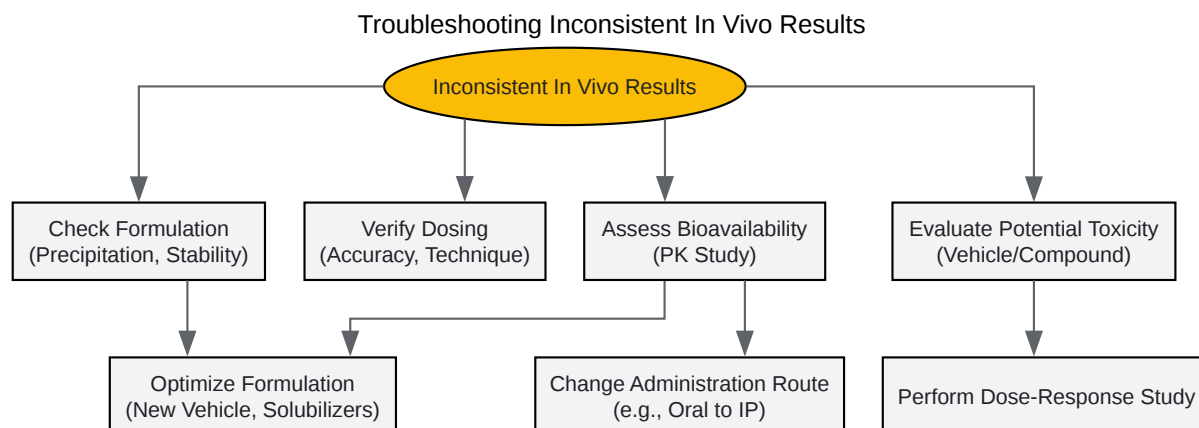 Troubleshooting Inconsistent In Vivo Results
Inconsistent In Vivo Results
Check Formulation
(Precipitation, Stability)
Verify Dosing
(Accuracy, Technique)
Assess Bioavailability
(PK Study)
Evaluate Potential Toxicity
(Vehicle/Compound)
Optimize Formulation
(New Vehicle, Solubilizers)
Change Administration Route
(e.g., Oral to IP)
Perform Dose-Response Study